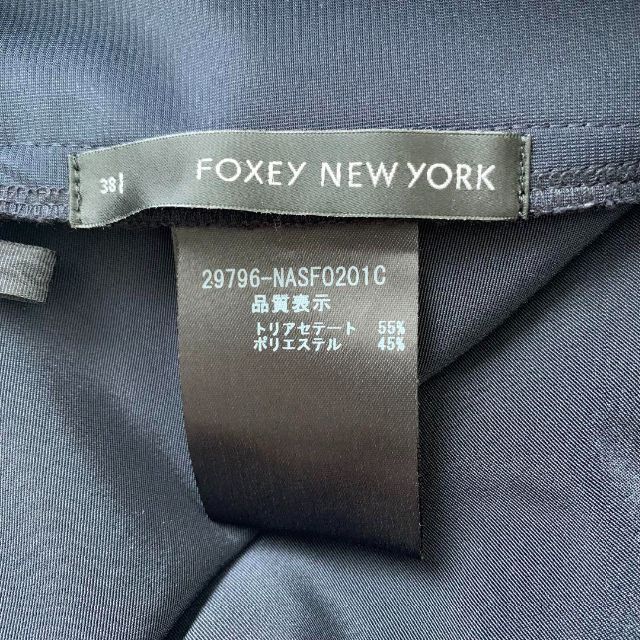 38
FOXEY NEW YORK
29796-NASF0201C
品質表示
トリアセテート 55%
ポリエステル 45%